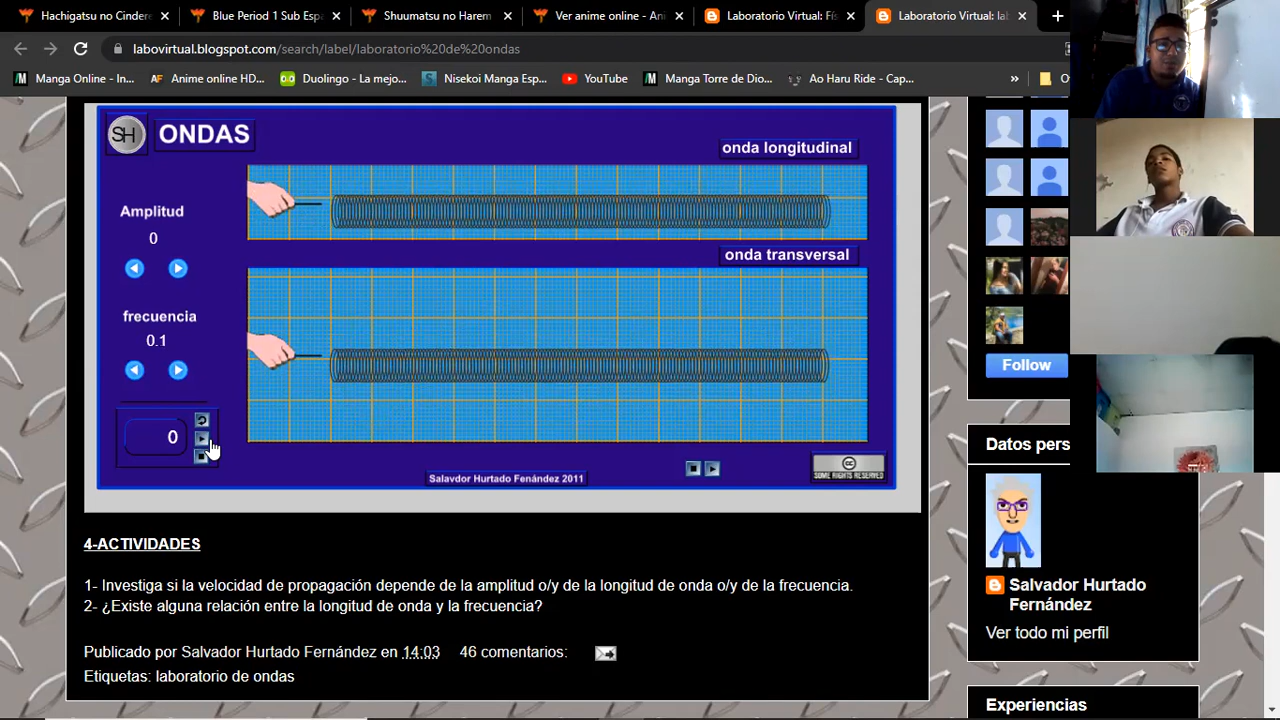 Hachigatsu no Cinder
Blue Period 1 Sub Esp
Shuumatsu no Harem
Ver anime online - Ani
Laboratorio Virtual: Fís
Laboratorio Virtual: la
labovirtual.blogspot.com/search/label/laboratorio%20de%20ondas
Manga Online - In...
AF Anime online HD...
Duolingo - La mejo...
S Nisekoi Manga Esp...
YouTube
Manga Torre de Dio...
Ao Haru Ride - Cap...
»
SH ONDAS
onda longitudinal
Amplitud
0
onda transversal
frecuencia
0.1
0
Salavdor Hurtado Fenández 2011
cc
SOME RIGHTS RESERVED
4-ACTIVIDADES
1- Investiga si la velocidad de propagación depende de la amplitud o/y de la longitud de onda o/y de la frecuencia.
2- ¿Existe alguna relación entre la longitud de onda y la frecuencia?
Publicado por Salvador Hurtado Fernández en 14:03 46 comentarios:
Etiquetas: laboratorio de ondas
Follow
Datos pers
Salvador Hurtado
Fernández
Ver todo mi perfil
Experiencias